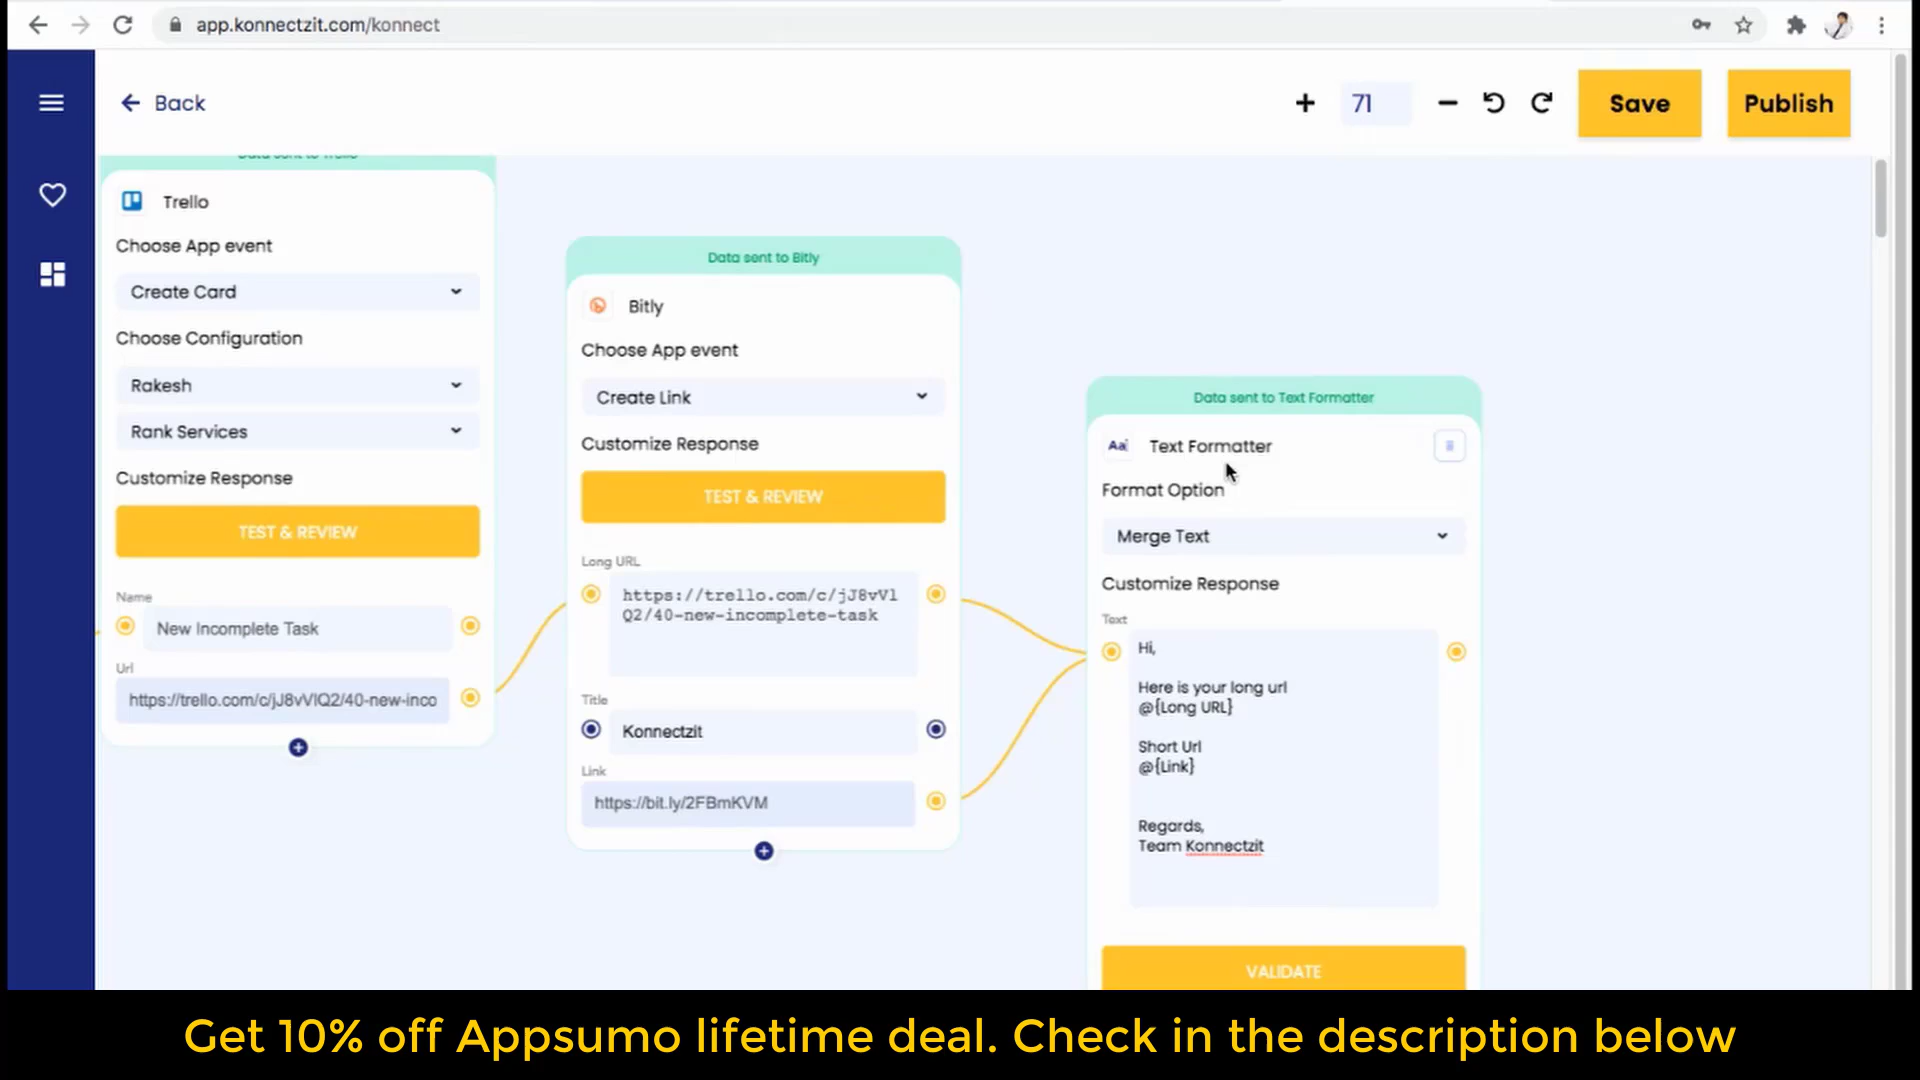 app.konnectzit.com/konnect
Back
71
Save
Publish
Data sent to Trello
Trello
Choose App event
Create Card
Choose Configuration
Rakesh
Rank Services
Customize Response
TEST & REVIEW
Name
New Incomplete Task
Url
https://trello.com/c/jJ8vVlQ2/40-new-inco
Data sent to Bitly
Bitly
Choose App event
Create Link
Customize Response
TEST & REVIEW
Long URL
https://trello.com/c/jJ8vVl
Q2/40-new-incomplete-task
Title
Konnectzit
Link
https://bit.ly/2FBmKVM
Data sent to Text Formatter
Aa
Text Formatter
Format Option
Merge Text
Customize Response
Text
Hi,
Here is your long url
@{Long URL}
Short Url
@{Link}
Regards,
Team Konnectzit
VALIDATE
Get 10% off Appsumo lifetime deal. Check in the description below